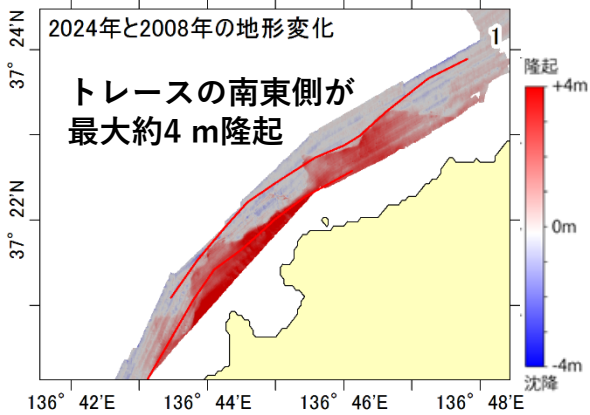 2024年と2008年の地形変化
1
トレースの南東側が
最大約4 m隆起
隆起
+4m
0m
-4m
沈降
37° 24′N
37° 22′N
136° 42′E
136° 44′E
136° 46′E
136° 48′E